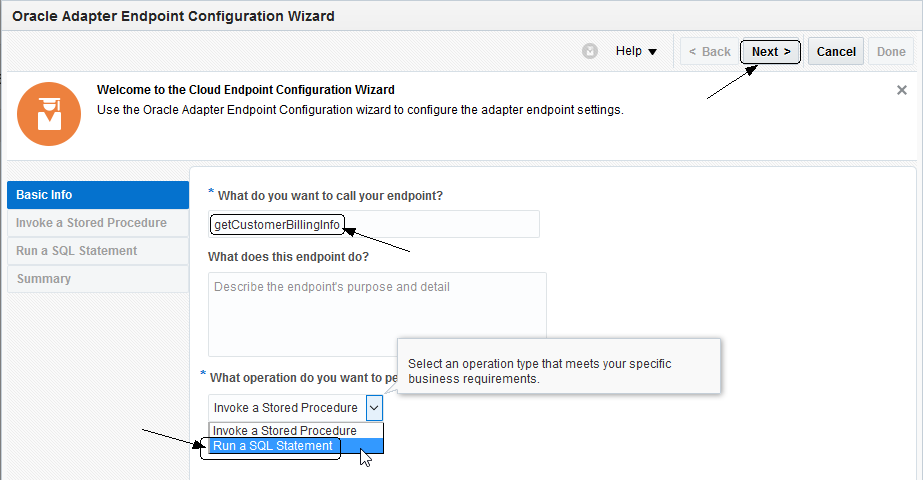 Oracle Adapter Endpoint Configuration Wizard
Help
< Back
Next >
Cancel
Done
Welcome to the Cloud Endpoint Configuration Wizard
Use the Oracle Adapter Endpoint Configuration wizard to configure the adapter endpoint settings.
Basic Info
Invoke a Stored Procedure
Run a SQL Statement
Summary
* What do you want to call your endpoint?
getCustomerBillingInfo
What does this endpoint do?
Describe the endpoint's purpose and detail
Select an operation type that meets your specific
business requirements.
* What operation do you want to pe
Invoke a Stored Procedure
Invoke a Stored Procedure
Run a SQL Statement